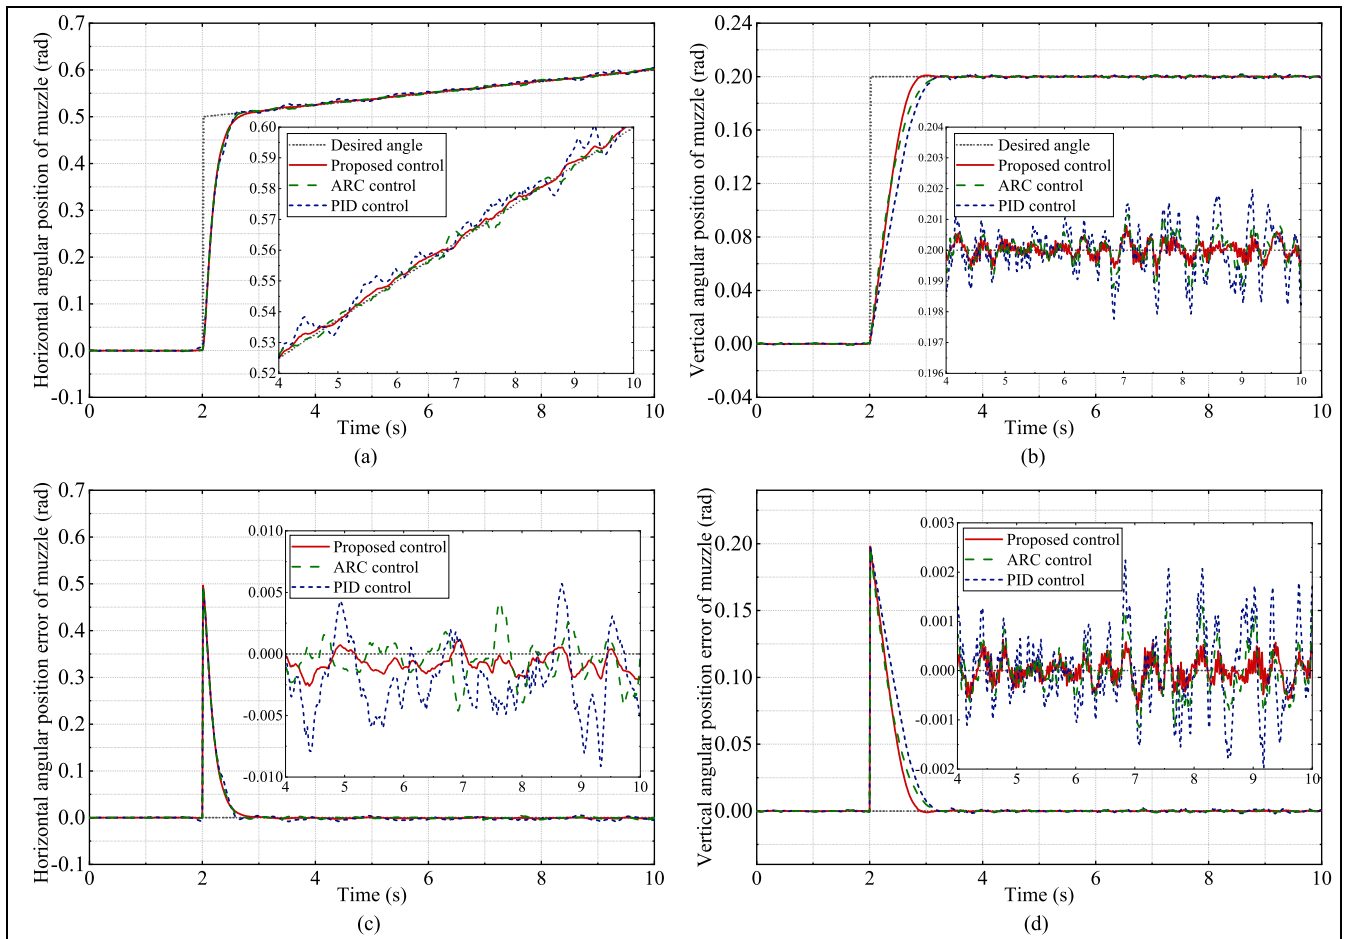 Horizontal angular position of muzzle (rad)
0.7
0.6
0.5
0.4
0.3
0.2
0.1
0.0
-0.1
0 2 4 6 8 10
Time (s)
(a)
0.60
0.59
0.58
0.57
0.56
0.55
0.54
0.53
0.52
4 5 6 7 8 9 10
Desired angle
Proposed control
ARC control
PID control
Vertical angular position of muzzle (rad)
0.24
0.20
0.16
0.12
0.08
0.04
0.00
-0.04
0 2 4 6 8 10
Time (s)
(b)
0.204
0.203
0.202
0.201
0.200
0.199
0.198
0.197
0.196
4 5 6 7 8 9 10
Desired angle
Proposed control
ARC control
PID control
Horizontal angular position error of muzzle (rad)
0.7
0.6
0.5
0.4
0.3
0.2
0.1
0.0
-0.1
0 2 4 6 8 10
Time (s)
(c)
0.010
0.005
0.000
-0.005
-0.010
4 5 6 7 8 9 10
Proposed control
ARC control
PID control
Vertical angular position error of muzzle (rad)
0.20
0.15
0.10
0.05
0.00
0 2 4 6 8 10
Time (s)
(d)
0.003
0.002
0.001
0.000
-0.001
-0.002
4 5 6 7 8 9 10
Proposed control
ARC control
PID control